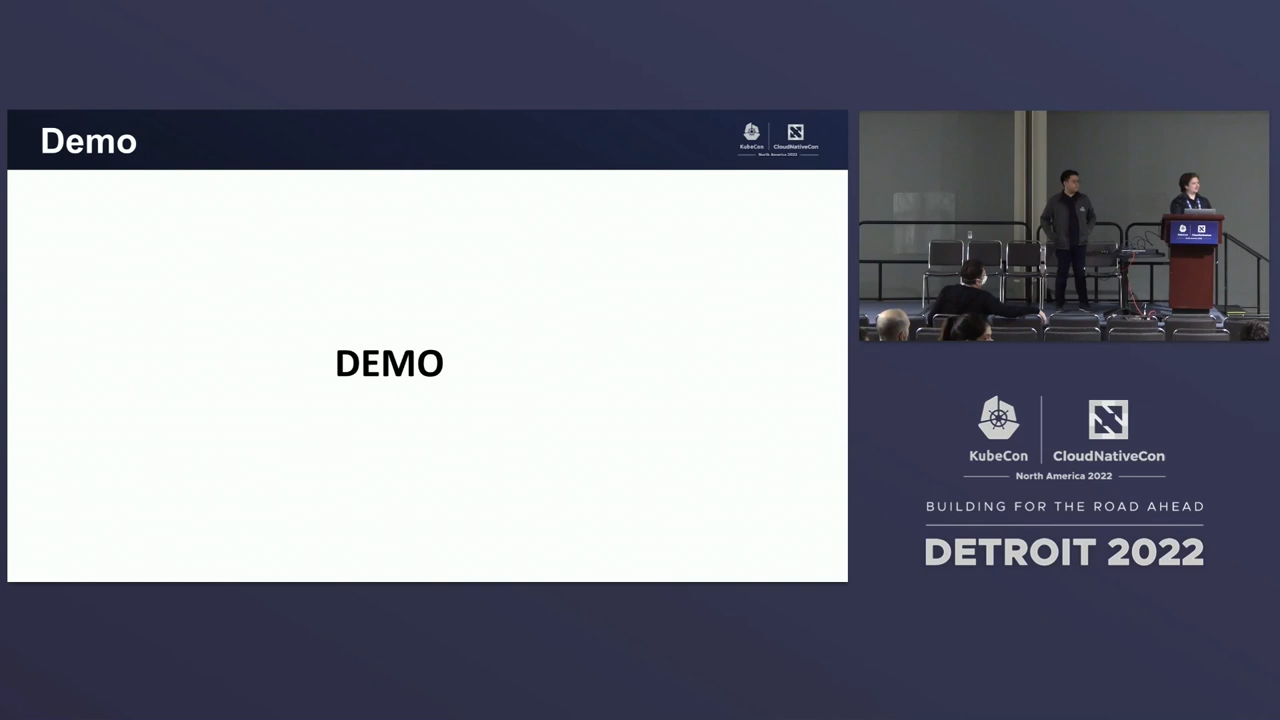 Demo
KubeCon
CloudNativeCon
North America 2022
DEMO
KubeCon
CloudNativeCon
North America 2022
BUILDING FOR THE ROAD AHEAD
DETROIT 2022